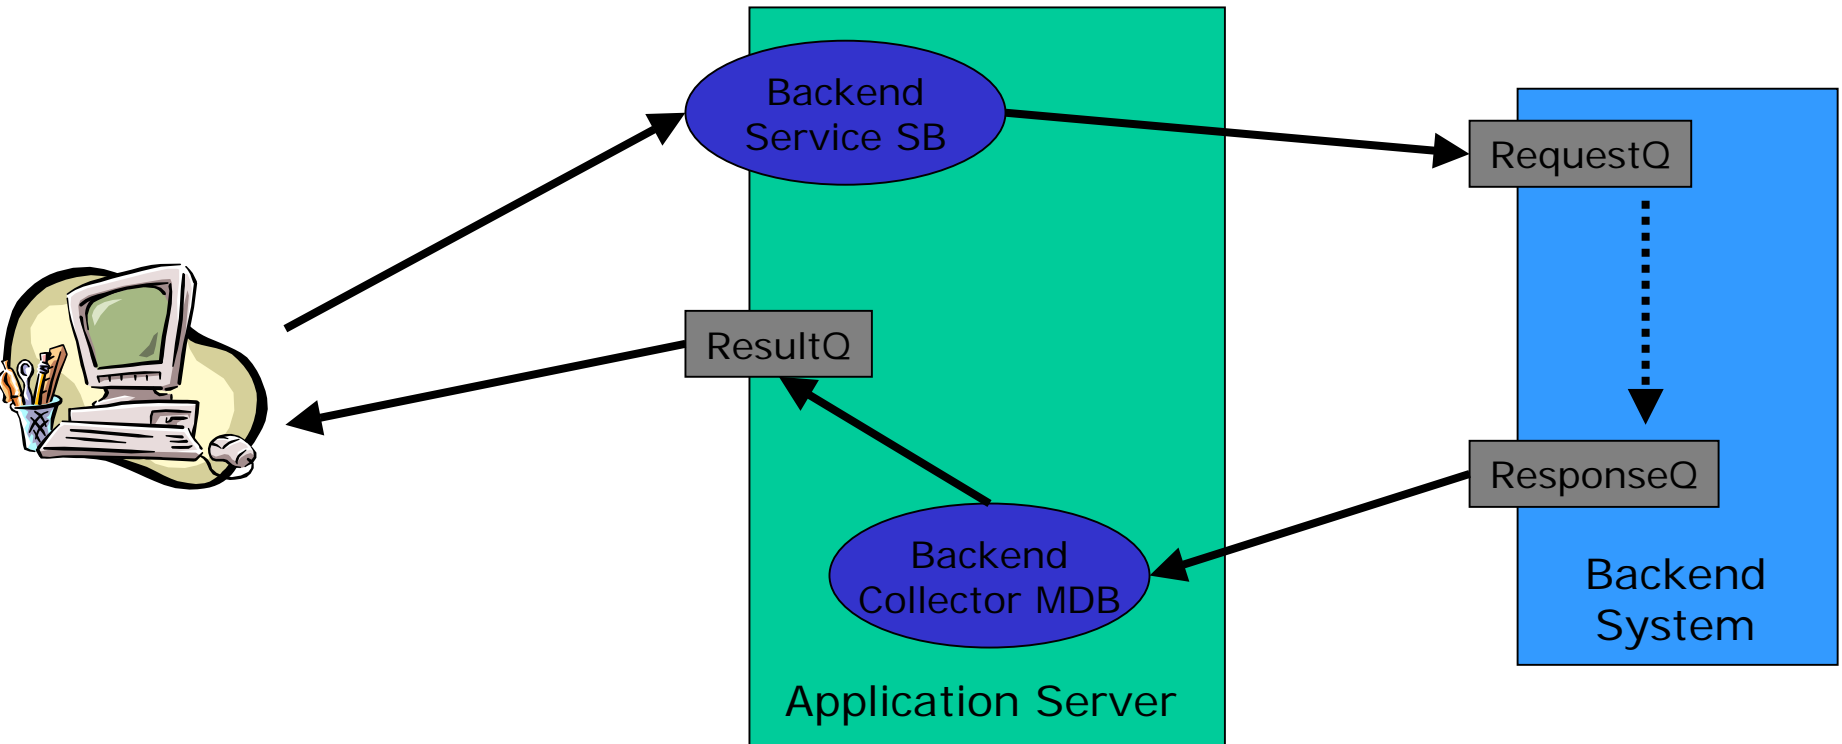 Backend
Service SB
RequestQ
ResultQ
ResponseQ
Backend
Collector MDB
Backend
System
Application Server